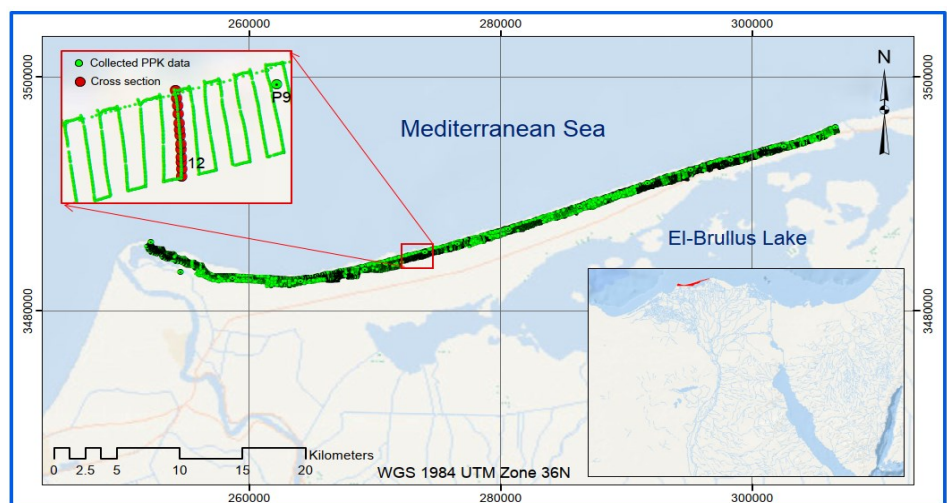 260000 280000 300000
Collected PPK data
Cross section
P9
12
N
3500000
3500000
Mediterranean Sea
El-Brullus Lake
3480000
3480000
Kilometers
0 2.5 5 10 15 20
WGS 1984 UTM Zone 36N
260000 280000 300000